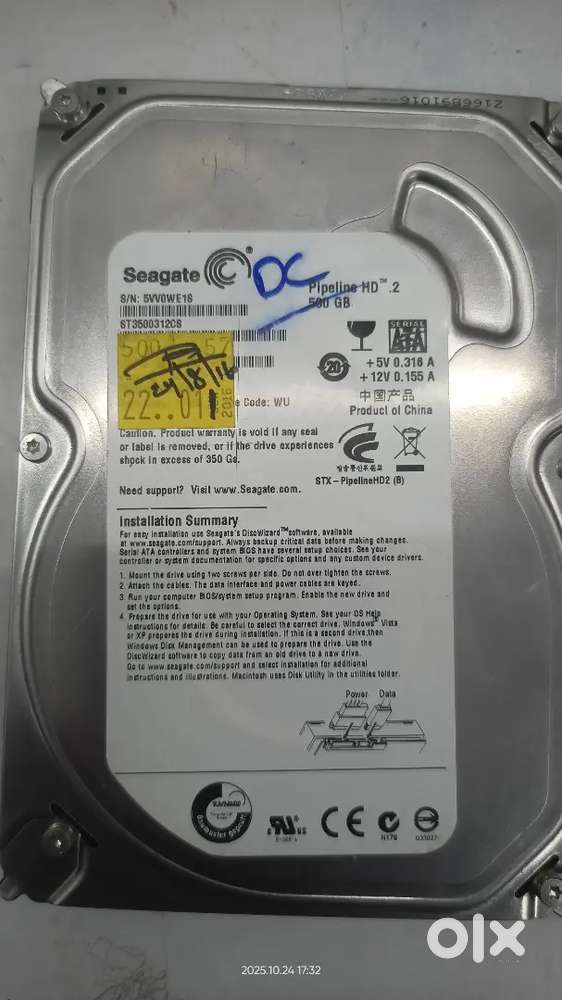 2166891016
Seagate
DC
Pipeline HD™ .2
500 GB
S/N: 5VV0WE16
ST3500312CS
500
57
24/8/16
22..01
2016
e Code: WU
SERIAL
ATA
20
+5V 0.316 A
+12V 0.155 A
中国产品
Product of China
Caution. Product warranty is void if any seal
or label is removed, or if the drive experiences
shock in excess of 350 Gs.
Need support? Visit www.Seagate.com.
STX-PipelineHD2 (B)
Installation Summary
For easy installation use Seagate's DiscWizard™ software, available
at www.seagate.com/support. Always backup critical data before making changes.
Serial ATA controllers and system BIOS have several setup choices. See your
controller or system documentation for specific options and any custom device drivers.
1. Mount the drive using two screws per side. Do not over tighten the screws.
2. Attach the cables. The data interface and power cables are keyed.
3. Run your computer BIOS/system setup program. Enable the new drive and
set the options.
4. Prepare the drive for use with your Operating System. See your OS Help
instructions for details. Be careful to select the correct drive. Windows® Vista
or XP prepares the drive during installation. If this is a second drive,then
Windows Disk Management can be used to prepare the drive. Use the
DiscWizard software to copy data from an old drive to a new drive.
Go to www.seagate.com/support and select installation for additional
instructions and illustrations. Macintosh uses Disk Utility in the utilities folder.
Power Data
TUVNORD
US
CE
N176
olx
2025.10.24 17:32